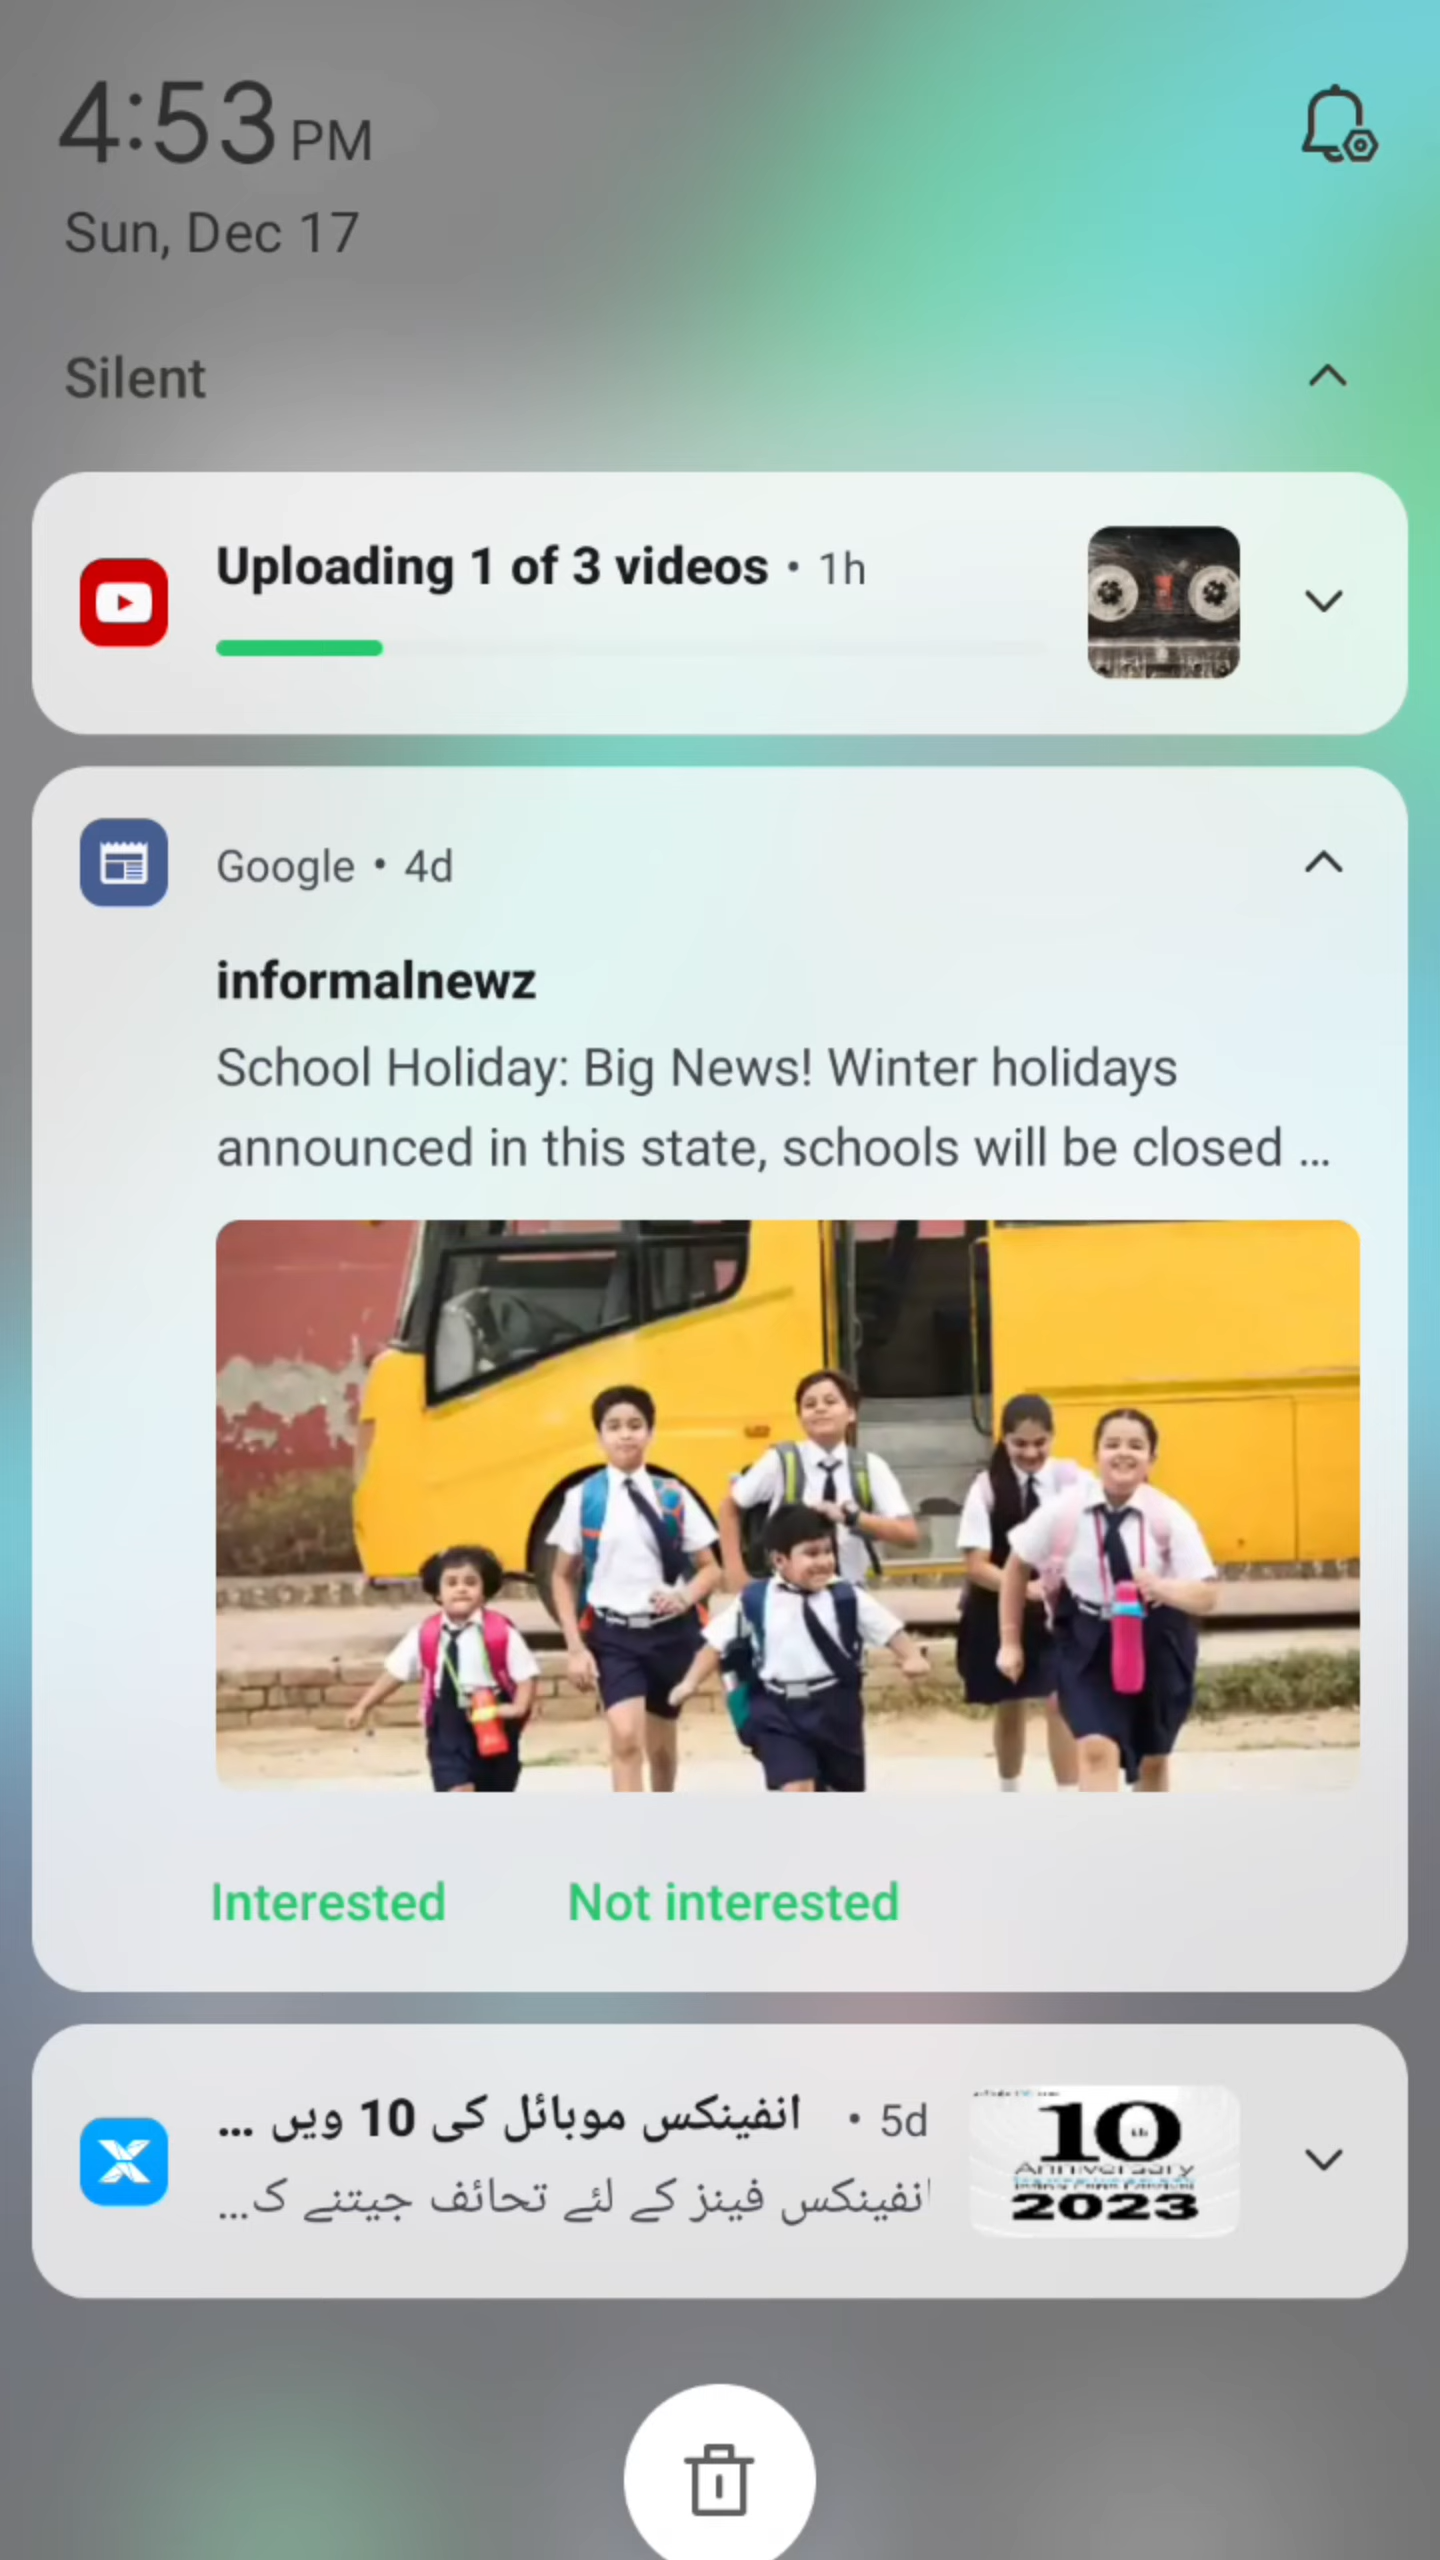 4:53 PM
Sun, Dec 17
Silent
Uploading 1 of 3 videos • 1h
Google • 4d
informalnewz
School Holiday: Big News! Winter holidays
announced in this state, schools will be closed ...
Interested
Not interested
انفینکس موبائل کی 10 ویں ...
• 5d
انفینکس فینز کے لئے تحائف جیتنے ک...
10th
Anniversary
2023